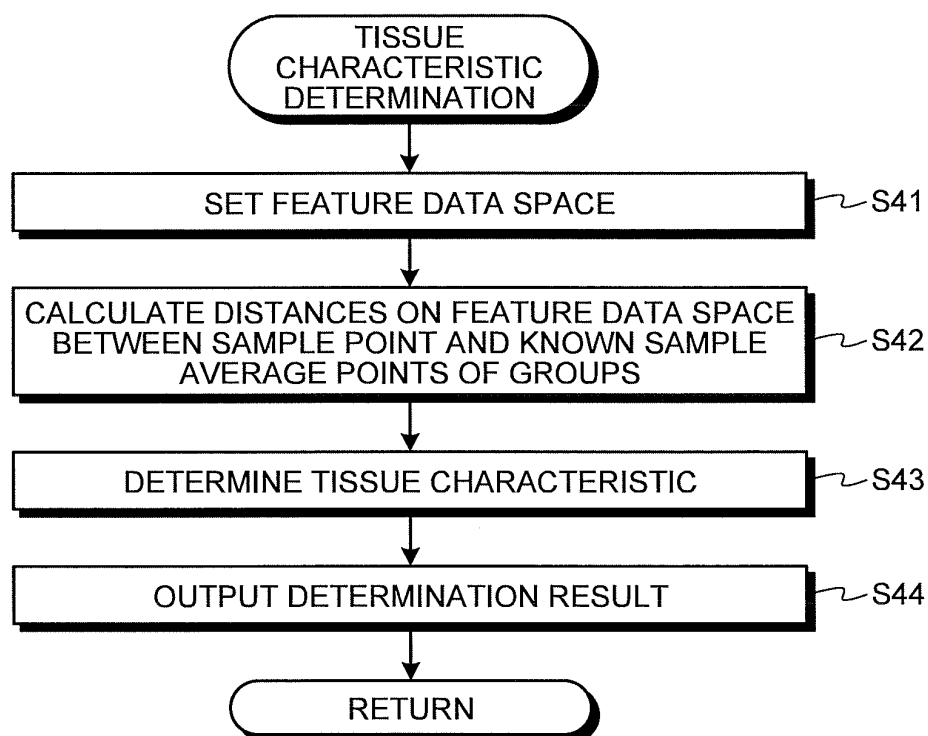 TISSUE
CHARACTERISTIC
DETERMINATION
SET FEATURE DATA SPACE
S41
CALCULATE DISTANCES ON FEATURE DATA SPACE
BETWEEN SAMPLE POINT AND KNOWN SAMPLE
AVERAGE POINTS OF GROUPS
S42
DETERMINE TISSUE CHARACTERISTIC
S43
OUTPUT DETERMINATION RESULT
S44
RETURN